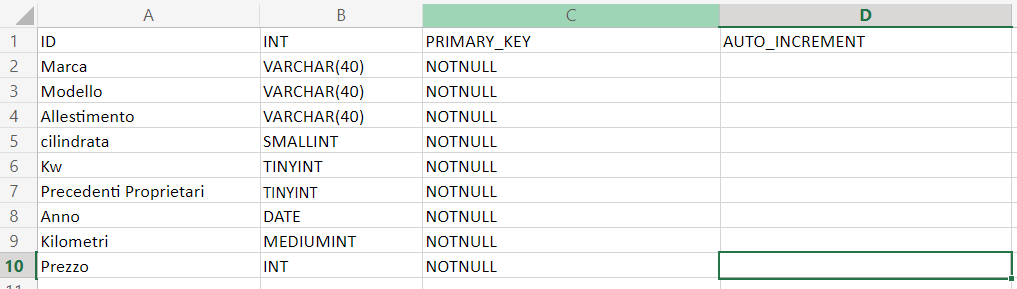 A B C D
1 ID INT PRIMARY_KEY AUTO_INCREMENT
2 Marca VARCHAR(40) NOTNULL
3 Modello VARCHAR(40) NOTNULL
4 Allestimento VARCHAR(40) NOTNULL
5 cilindrata SMALLINT NOTNULL
6 Kw TINYINT NOTNULL
7 Precedenti Proprietari TINYINT NOTNULL
8 Anno DATE NOTNULL
9 Kilometri MEDIUMINT NOTNULL
10 Prezzo INT NOTNULL
11